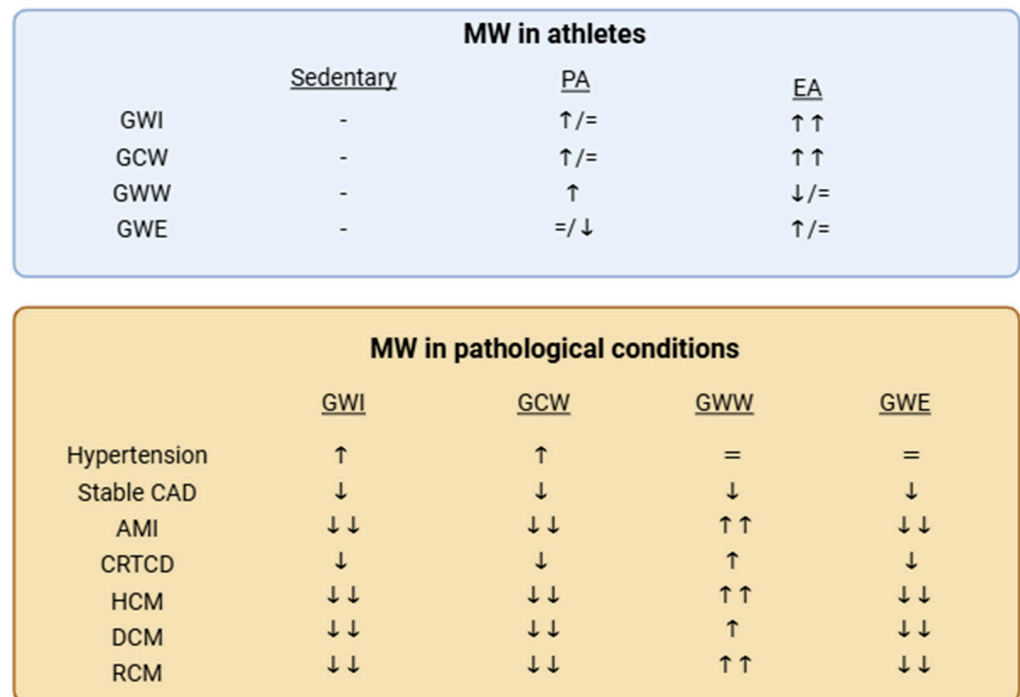 MW in athletes
Sedentary PA EA
GWI - ↑/= ↑↑
GCW - ↑/= ↑↑
GWW - ↑ ↓/=
GWE - =/↓ ↑/=
MW in pathological conditions
GWI GCW GWW GWE
Hypertension ↑ ↑ = =
Stable CAD ↓ ↓ ↓ ↓
AMI ↓↓ ↓↓ ↑↑ ↓↓
CRTCD ↓ ↓ ↑ ↓
HCM ↓↓ ↓↓ ↑↑ ↓↓
DCM ↓↓ ↓↓ ↑ ↓↓
RCM ↓↓ ↓↓ ↑↑ ↓↓